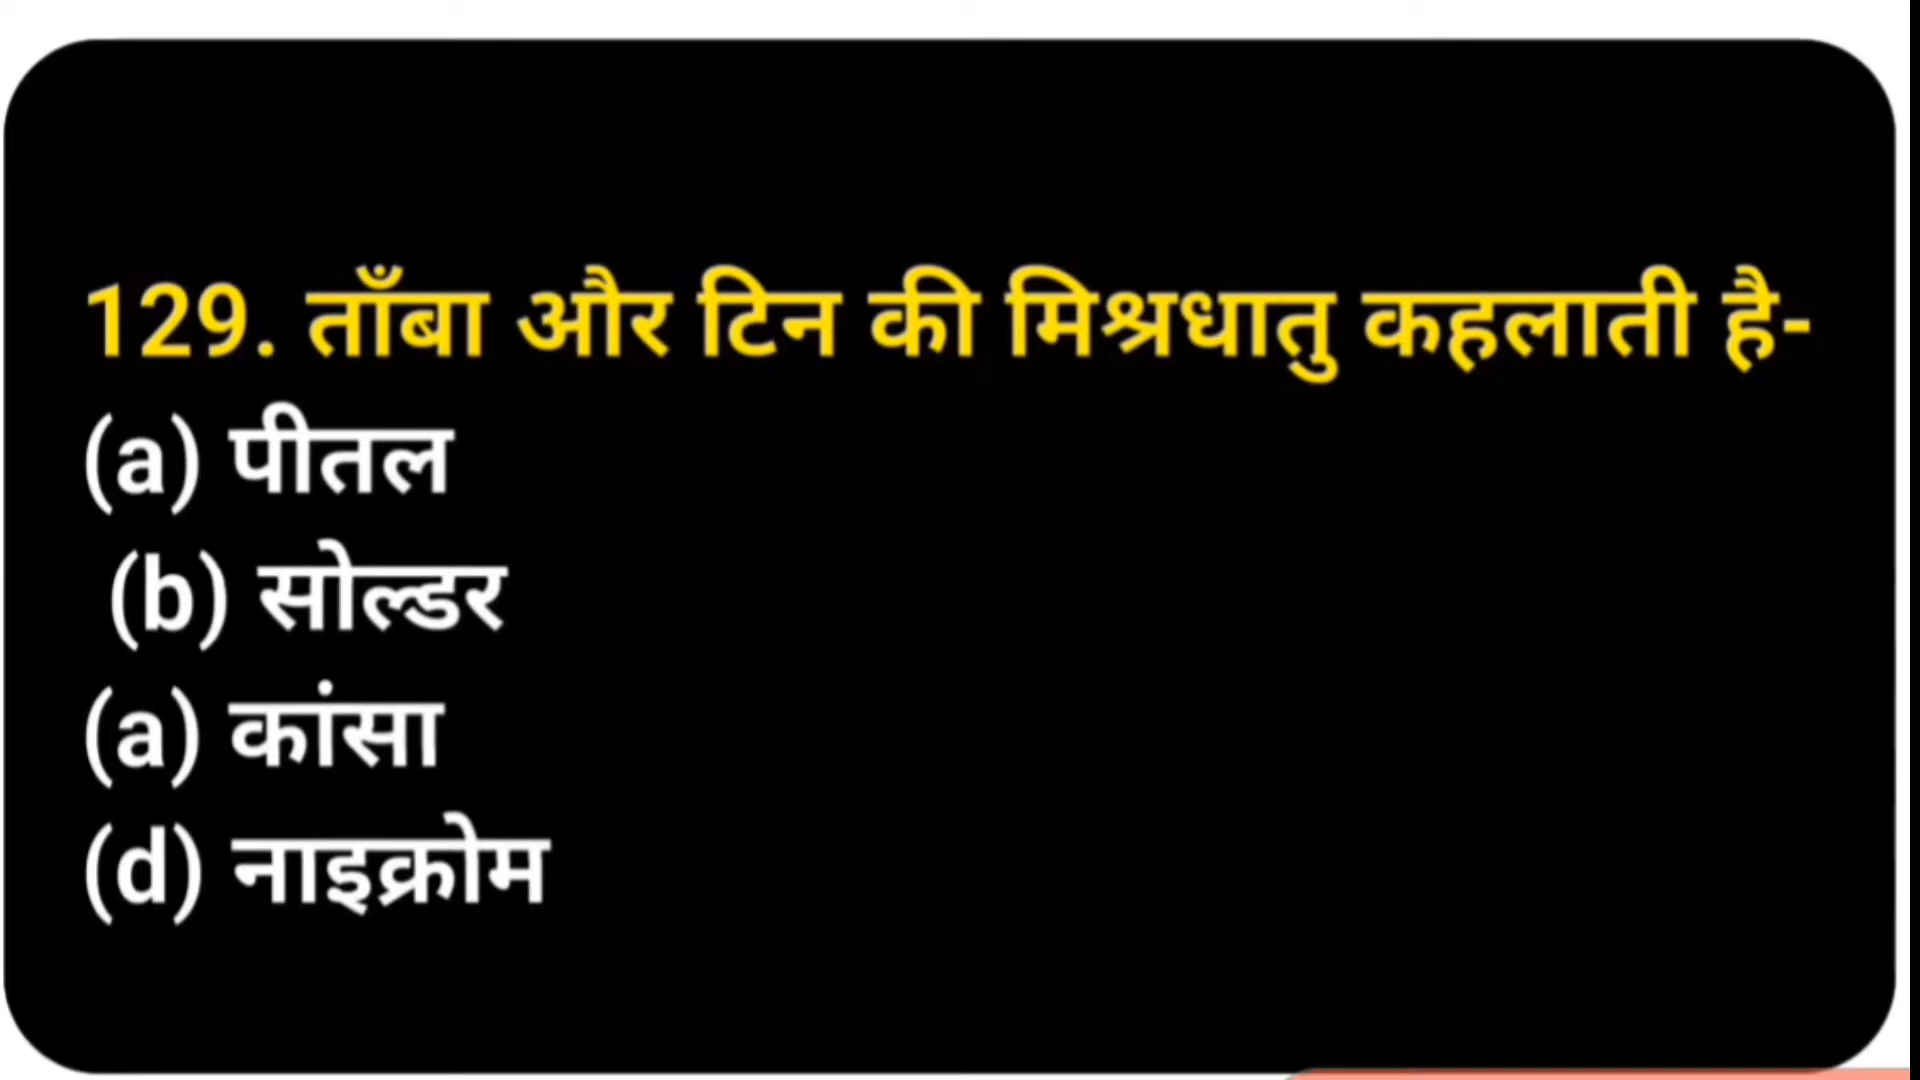 129. ताँबा और टिन की मिश्रधातु कहलाती है-
(a) पीतल
(b) सोल्डर
(a) कांसा
(d) नाइक्रोम